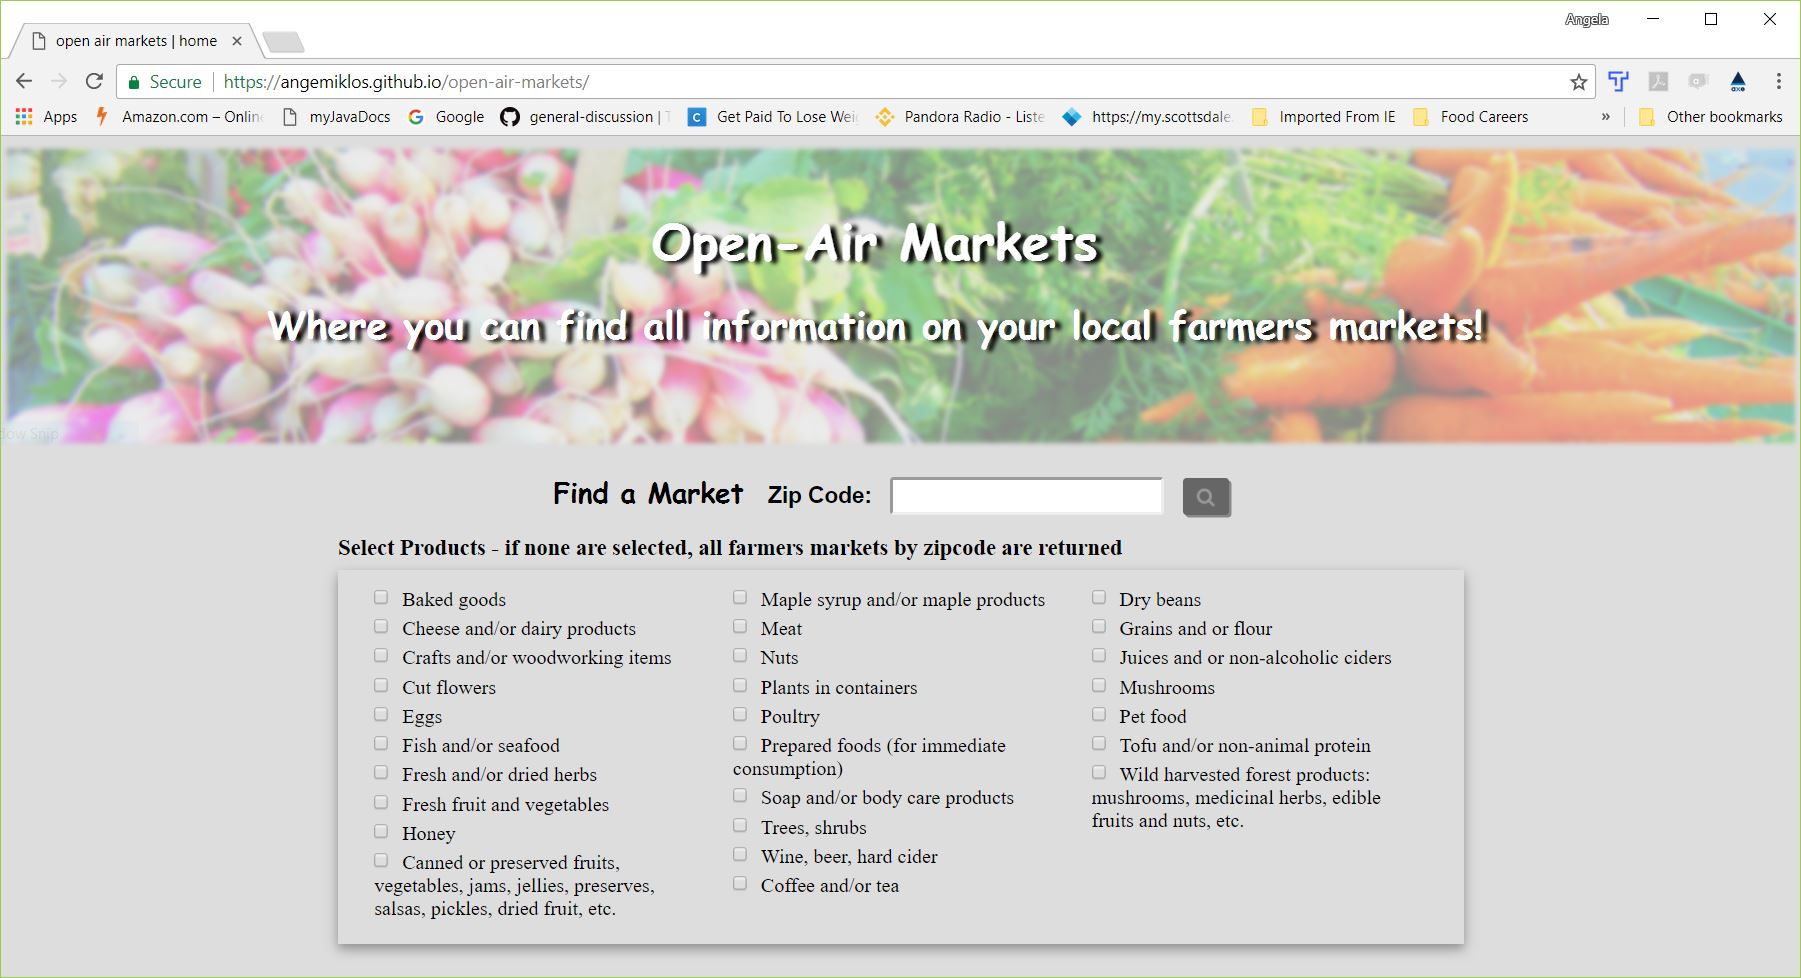 Angela
open air markets | home
Secure https://angemiklos.github.io/open-air-markets/
Apps Amazon.com – Onlin myJavaDocs Google general-discussion | Get Paid To Lose Wei Pandora Radio - Liste https://my.scottsdale. Imported From IE Food Careers » Other bookmarks
Open-Air Markets
Where you can find all information on your local farmers markets!
Snip
Find a Market Zip Code:
Select Products - if none are selected, all farmers markets by zipcode are returned
Baked goods
Cheese and/or dairy products
Crafts and/or woodworking items
Cut flowers
Eggs
Fish and/or seafood
Fresh and/or dried herbs
Fresh fruit and vegetables
Honey
Canned or preserved fruits,
vegetables, jams, jellies, preserves,
salsas, pickles, dried fruit, etc.
Maple syrup and/or maple products
Meat
Nuts
Plants in containers
Poultry
Prepared foods (for immediate
consumption)
Soap and/or body care products
Trees, shrubs
Wine, beer, hard cider
Coffee and/or tea
Dry beans
Grains and or flour
Juices and or non-alcoholic ciders
Mushrooms
Pet food
Tofu and/or non-animal protein
Wild harvested forest products:
mushrooms, medicinal herbs, edible
fruits and nuts, etc.